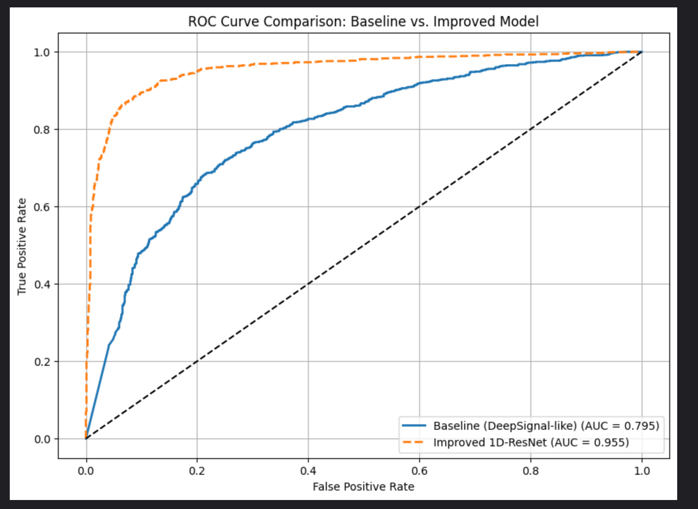 ROC Curve Comparison: Baseline vs. Improved Model
1.0
0.8
0.6
0.4
0.2
0.0
True Positive Rate
Baseline (DeepSignal-like) (AUC = 0.795)
Improved 1D-ResNet (AUC = 0.955)
0.0 0.2 0.4 0.6 0.8 1.0
False Positive Rate